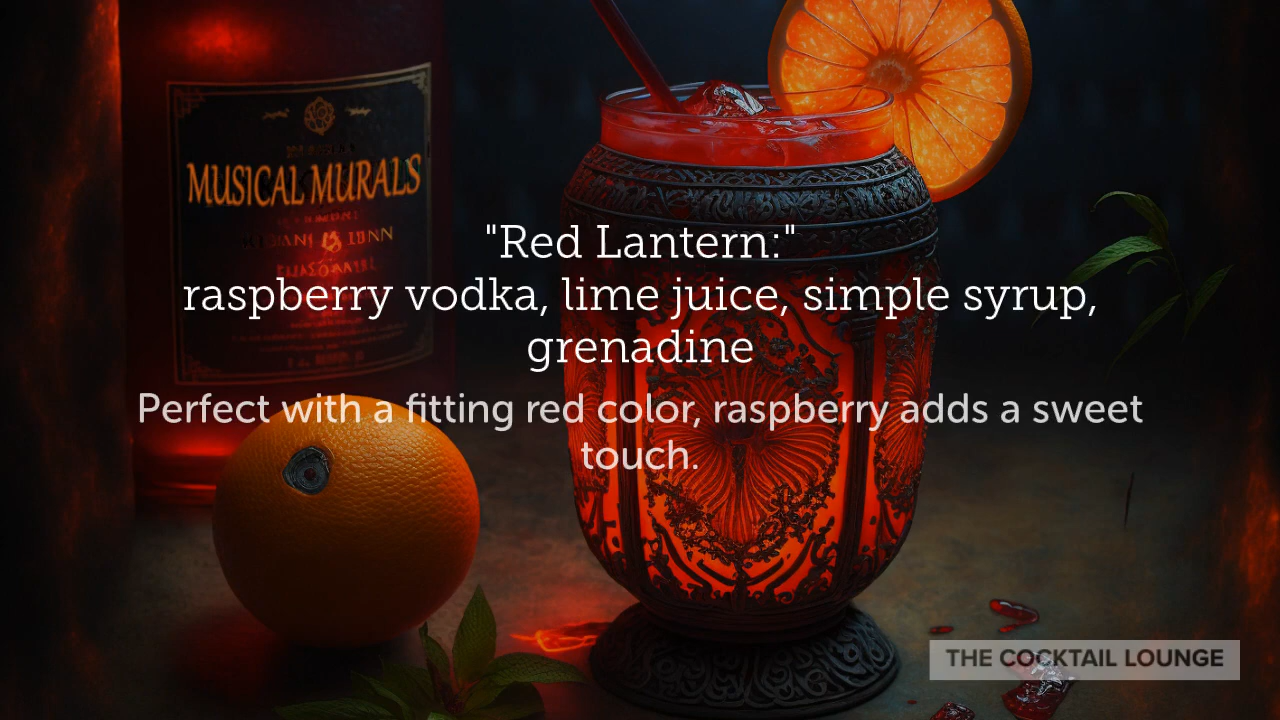 MUSICAL MURALS
"Red Lantern:"
raspberry vodka, lime juice, simple syrup,
grenadine
Perfect with a fitting red color, raspberry adds a sweet
touch.
THE COCKTAIL LOUNGE